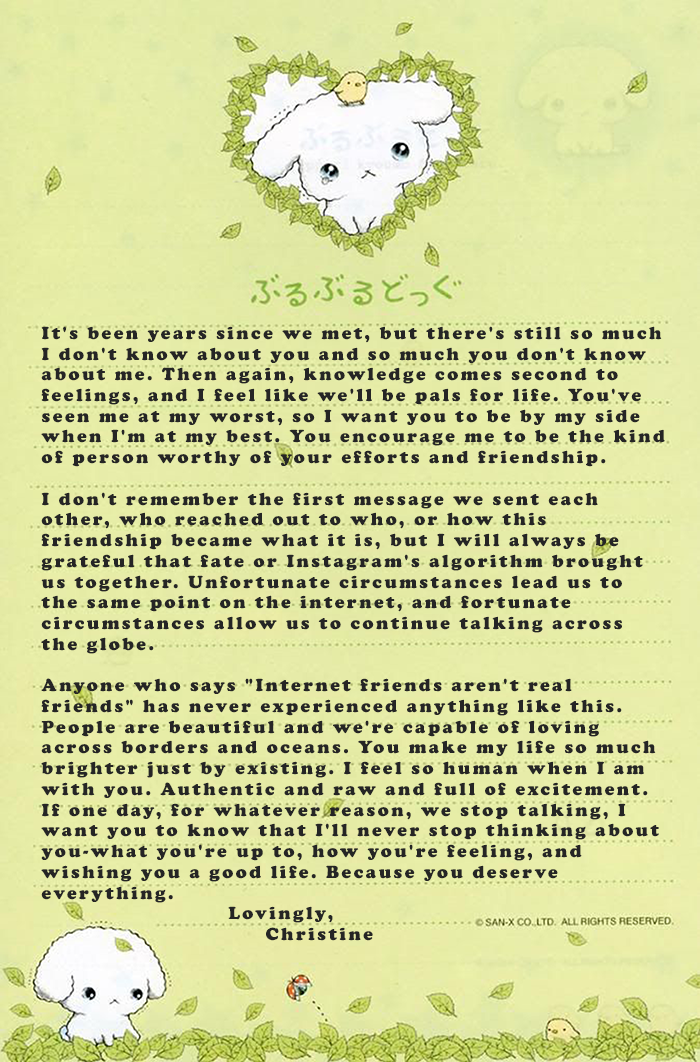 ぶるぶるどっぐ
It's been years since we met, but there's still so much
I don't know about you and so much you don't know
about me. Then again, knowledge comes second to
feelings, and I feel like we'll be pals for life. You've
seen me at my worst, so I want you to be by my side
when I'm at my best. You encourage me to be the kind
of person worthy of your efforts and friendship.
I don't remember the first message we sent each
other, who reached out to who, or how this
friendship became what it is, but I will always be
grateful that fate or Instagram's algorithm brought
us together. Unfortunate circumstances lead us to
the same point on the internet, and fortunate
circumstances allow us to continue talking across
the globe.
Anyone who says "Internet friends aren't real
friends" has never experienced anything like this.
People are beautiful and we're capable of loving
across borders and oceans. You make my life so much
brighter just by existing. I feel so human when I am
with you. Authentic and raw and full of excitement.
If one day, for whatever reason, we stop talking, I
want you to know that I'll never stop thinking about
you-what you're up to, how you're feeling, and
wishing you a good life. Because you deserve
everything.
Lovingly,
© SAN-X CO.,LTD. ALL RIGHTS RESERVED.
Christine